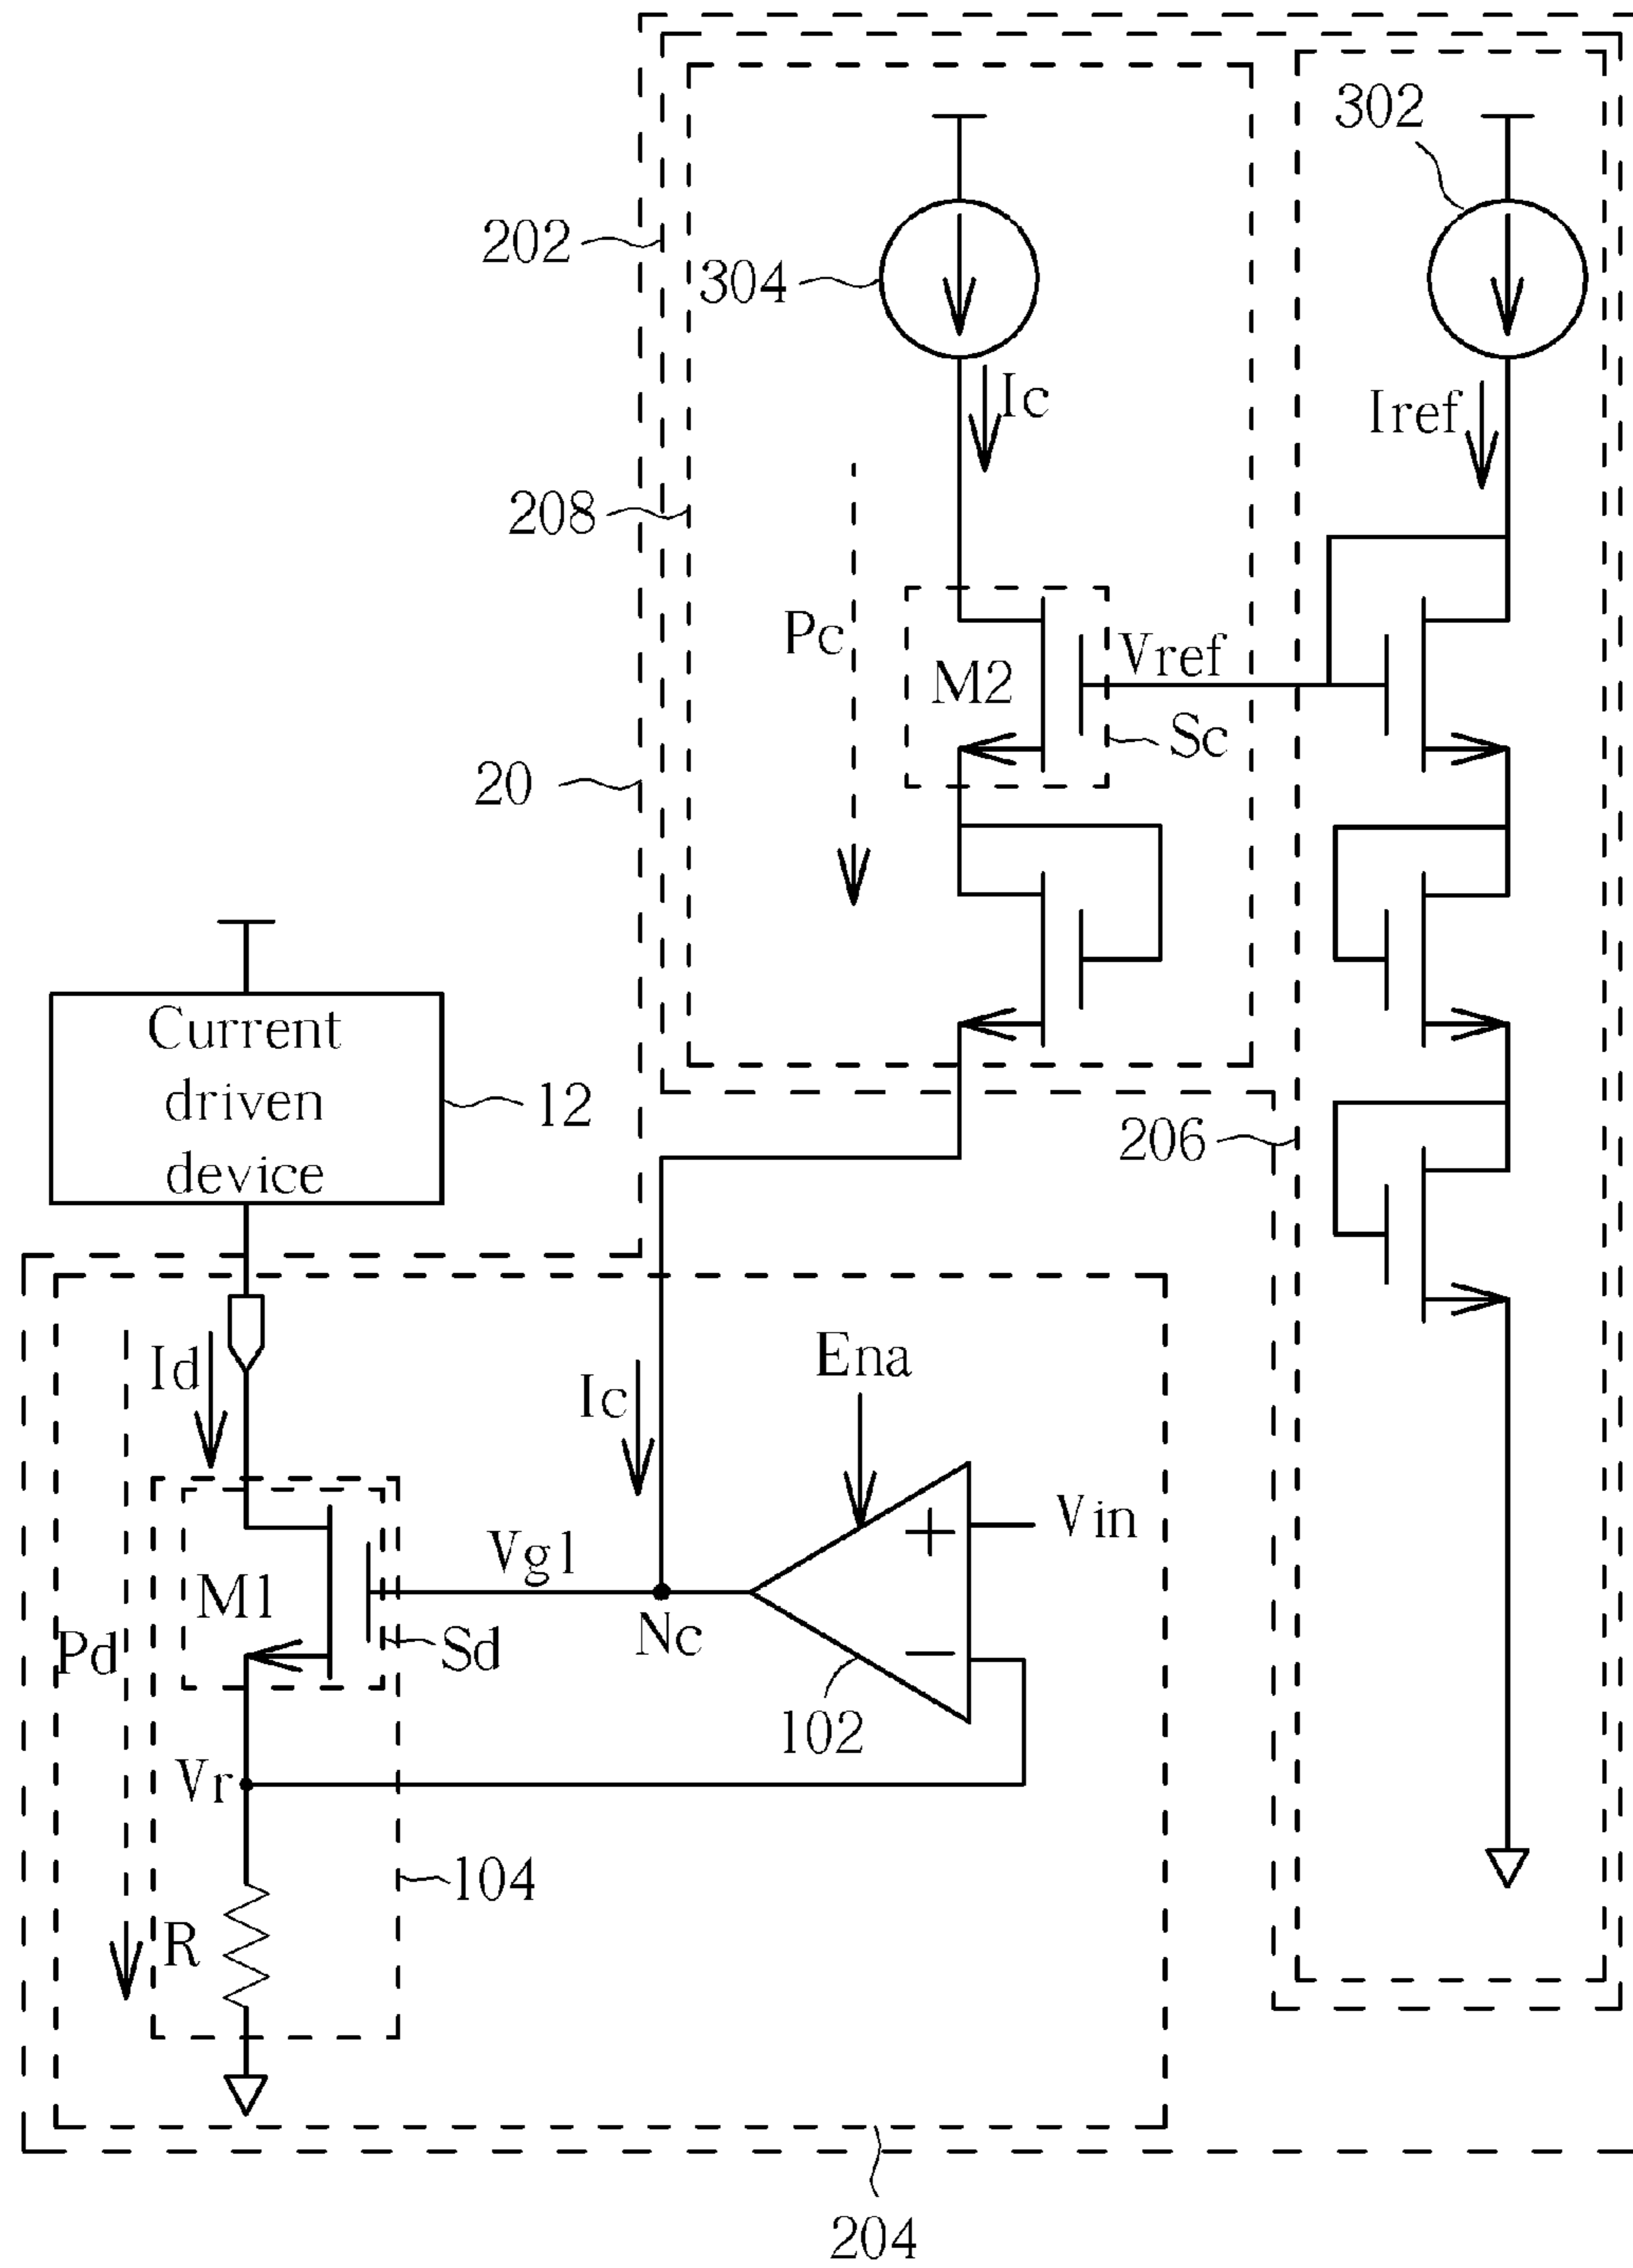 302
202
304
Ic
Iref
208
Pc
Vref
M2
Sc
20
Current
driven
device
12
206
Id
Ena
Ic
Vin
Vg1
M1
Nc
Pd
Sd
102
Vr
104
R
204